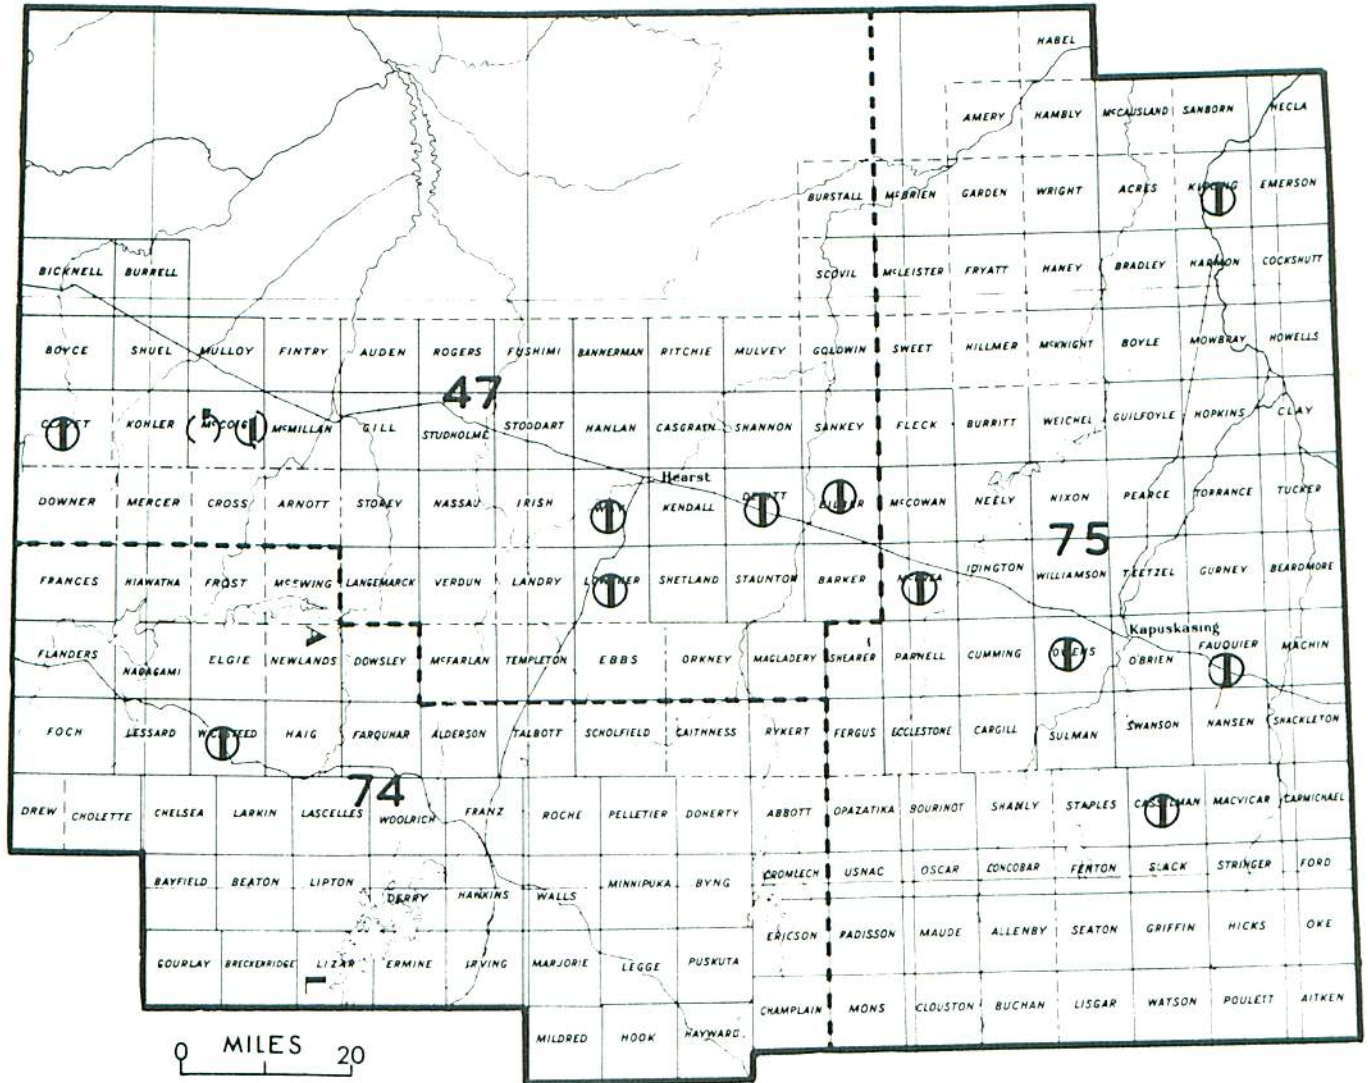 HABEL
AMERY HAMBLY McCAUSLAND SANBORN HECLA
BURSTALL McBRIEN GARDEN WRIGHT ACRES EMERSON
BICKNELL BURRELL SCOVIL McLEISTER FRYATT HANEY BRADLEY HARMON COCKSHUTT
BOYCE SHUEL MULLOY FINTRY AUDEN ROGERS FUSHIMI BANNERMAN RITCHIE MULVEY GOLDWIN SWEET HILLMER McKNIGHT BOYLE MOWBRAY HOWELLS
47
KOHLER McMILLAN GILL STUDHOLME STODDART HANLAN CASGRAIN SHANNON SANKEY FLECK BURRITT WEICHEL GUILFOYLE HOPKINS CLAY
Hearst
DOWNER MERCER CROSS ARNOTT STOREY NASSAU IRISH KENDALL McCOWAN NEELY NIXON PEARCE TORRANCE TUCKER
75
FRANCES HIAWATHA FROST McEWING LANGEMARCK VERDUN LANDRY SHETLAND STAUNTON BARKER IDINGTON WILLIAMSON TEETZEL GURNEY BEARDMORE
Kapuskasing
FLANDERS NAGAGAMI ELGIE NEWLANDS DOWSLEY McFARLAN TEMPLETON EBBS ORKNEY MAGLADERY SHEARER PARNELL CUMMING OWENS O'BRIEN FAUQUIER MACHIN
FOCH LESSARD HAIG FARQUHAR ALDERSON TALBOTT SCHOLFIELD CAITHNESS RYKERT FERGUS ECCLESTONE CARGILL SULMAN SWANSON NANSEN SHACKLETON
74
DREW CHOLETTE CHELSEA LARKIN LASCELLES WOOLRICH FRANZ ROCHE PELLETIER DOHERTY ABBOTT OPAZATIKA BOURINOT SHANLY STAPLES CASSELMAN MACVICAR CARMICHAEL
BAYFIELD BEATON LIPTON DERRY HAWKINS WALLS MINNIPUKA BYNG CROMLECH USNAC OSCAR CONCOBAR FENTON SLACK STRINGER FORD
GOURLAY BRECKENRIDGE LIZAR ERMINE IRVING MARJORIE LEGGE PUSKUTA ERICSON RADISSON MAUDE ALLENBY SEATON GRIFFIN HICKS OKE
MILDRED HOOK HAYWARD CHAMPLAIN MONS CLOUSTON BUCHAN LISGAR WATSON POULETT AITKEN
0 MILES 20